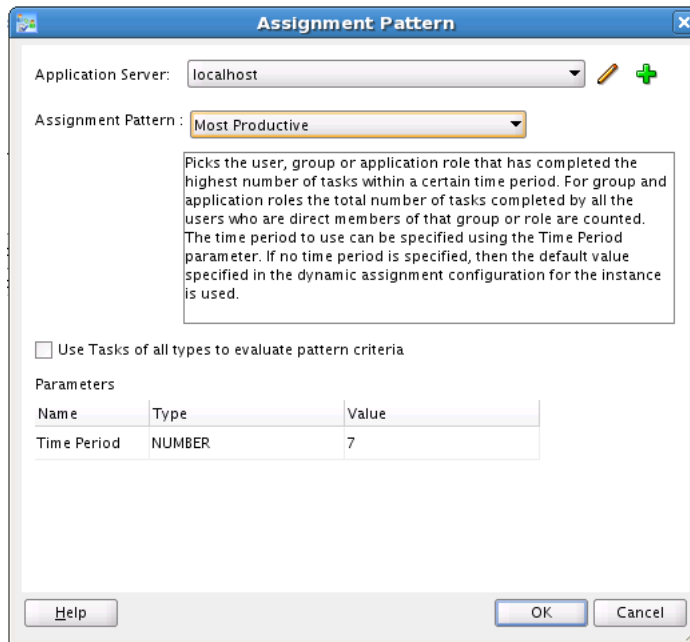 Assignment Pattern
Application Server: localhost
Assignment Pattern : Most Productive
Picks the user, group or application role that has completed the
highest number of tasks within a certain time period. For group and
application roles the total number of tasks completed by all the
users who are direct members of that group or role are counted.
The time period to use can be specified using the Time Period
parameter. If no time period is specified, then the default value
specified in the dynamic assignment configuration for the instance
is used.
Use Tasks of all types to evaluate pattern criteria
Parameters
Name Type Value
Time Period NUMBER 7
Help OK Cancel